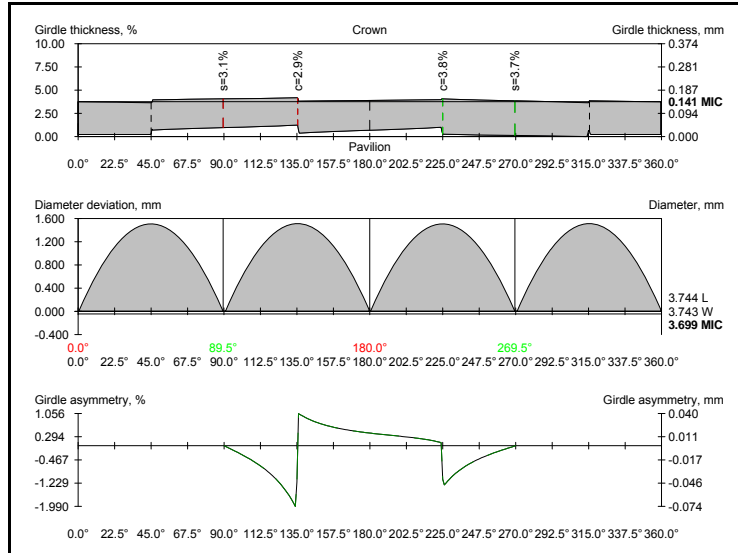 Girdle thickness, % Crown Girdle thickness, mm
10.00 0.374
7.50 s=3.1% c=2.9% c=3.8% s=3.7% 0.281
5.00 0.187
0.141 MIC
2.50 0.094
0.00 0.000
Pavilion
0.0° 22.5° 45.0° 67.5° 90.0° 112.5° 135.0° 157.5° 180.0° 202.5° 225.0° 247.5° 270.0° 292.5° 315.0° 337.5° 360.0°
Diameter deviation, mm Diameter, mm
1.600
1.200
0.800
0.400
3.744 L
0.000 3.743 W
3.699 MIC
-0.400
0.0° 89.5° 180.0° 269.5°
0.0° 22.5° 45.0° 67.5° 90.0° 112.5° 135.0° 157.5° 180.0° 202.5° 225.0° 247.5° 270.0° 292.5° 315.0° 337.5° 360.0°
Girdle asymmetry, % Girdle asymmetry, mm
1.056 0.040
0.294 0.011
-0.467 -0.017
-1.229 -0.046
-1.990 -0.074
0.0° 22.5° 45.0° 67.5° 90.0° 112.5° 135.0° 157.5° 180.0° 202.5° 225.0° 247.5° 270.0° 292.5° 315.0° 337.5° 360.0°